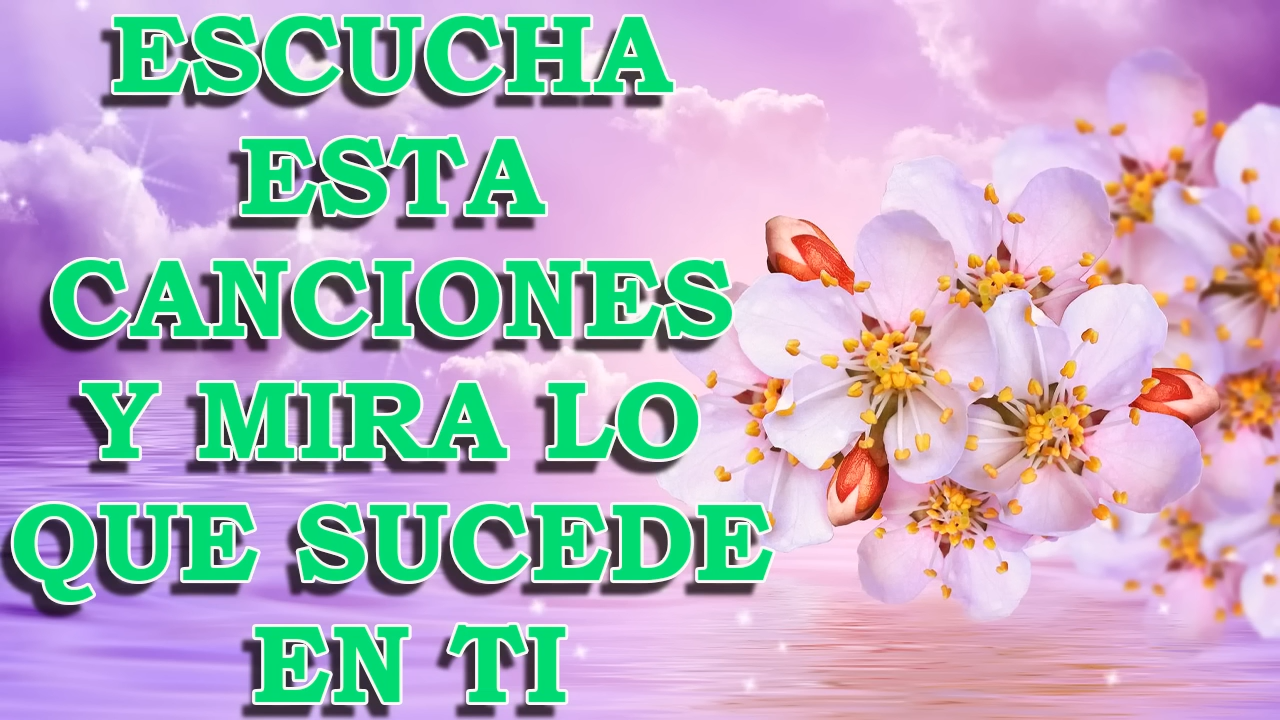 ESCUCHA
ESTA
CANCIONES
Y MIRA LO
QUE SUCEDE
EN TI